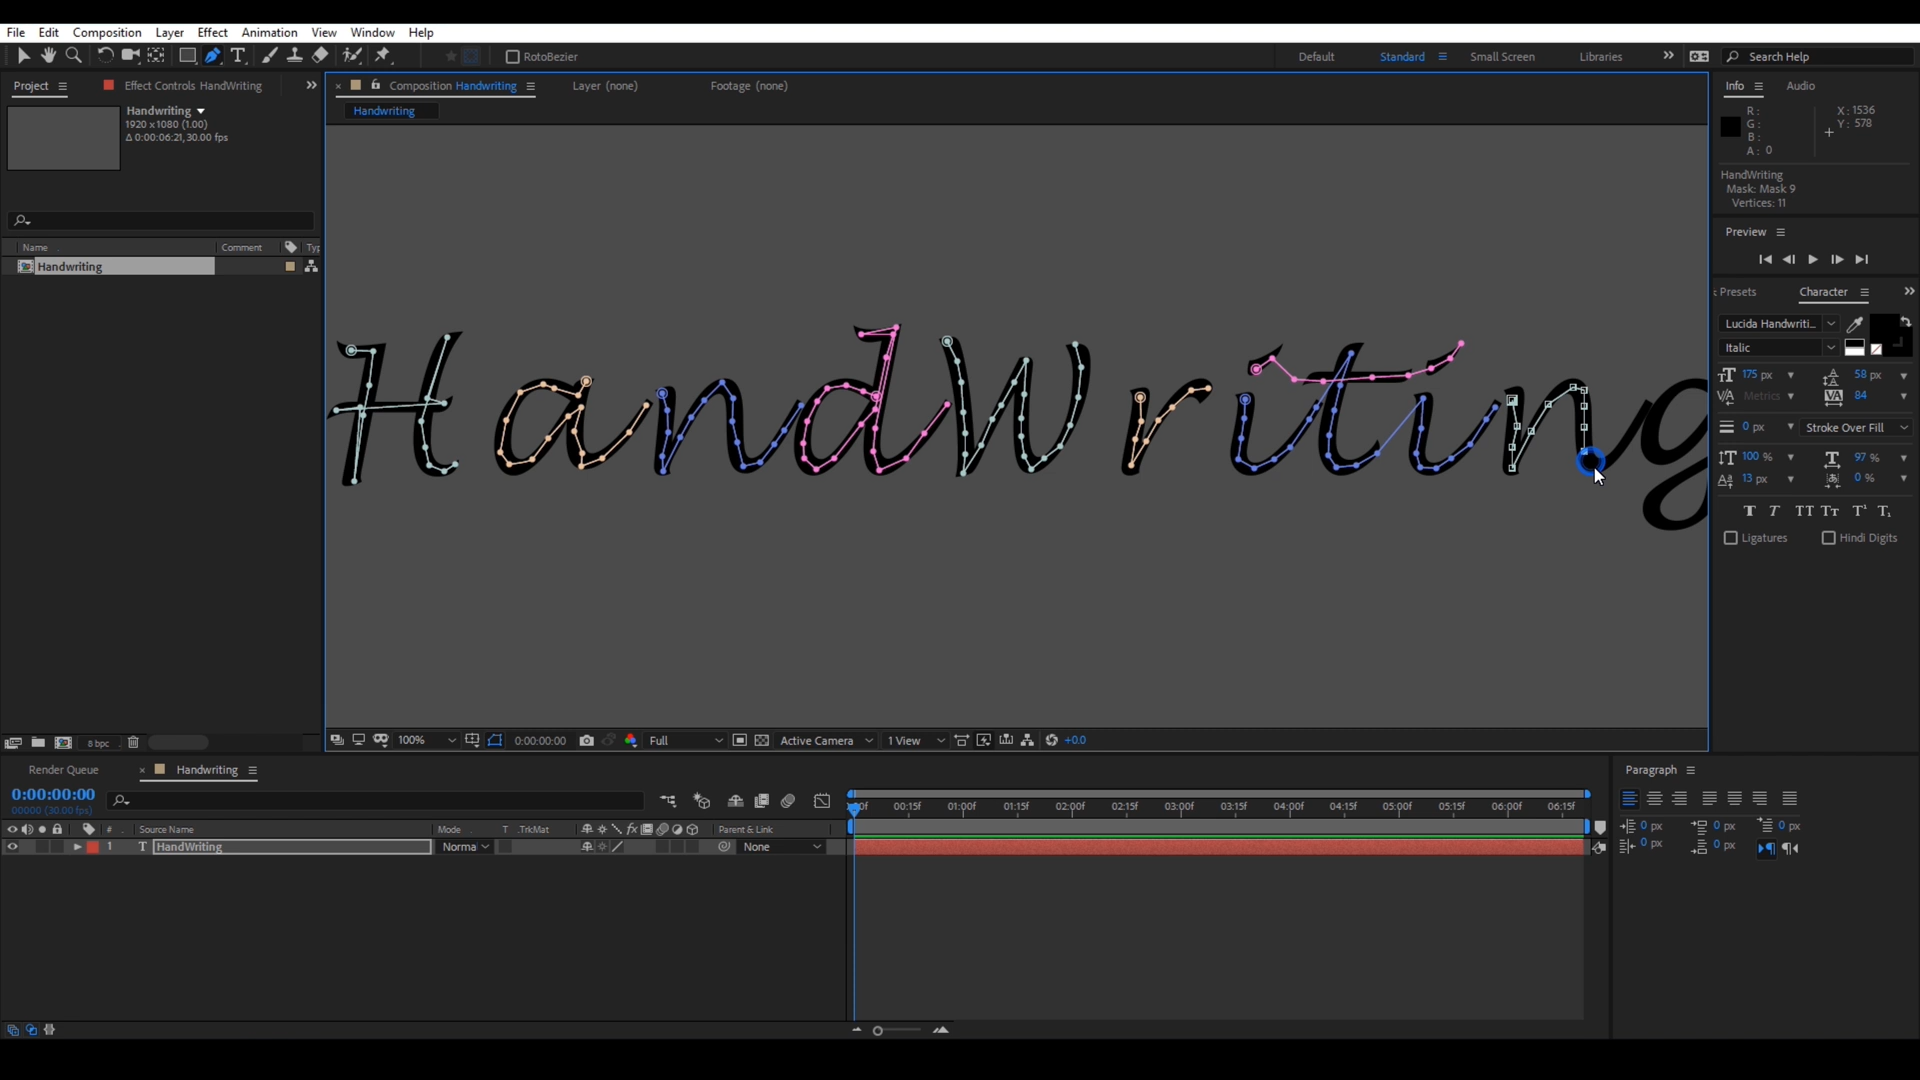 File Edit Composition Layer Effect Animation View Window Help
RotoBezier
Default Standard Small Screen Libraries Search Help
Project Effect Controls HandWriting
Composition Handwriting Layer (none) Footage (none)
Info Audio
Handwriting
1920 x 1080 (1.00)
Δ 0:00:06:21, 30.00 fps
Handwriting
R:
G:
B:
A: 0
X: 1536
Y: 578
HandWriting
Mask: Mask 9
Vertices: 11
Preview
Name Comment Typ
Handwriting
Presets Character
Lucida Handwriti...
Italic
175 px 58 px
Metrics 84
0 px Stroke Over Fill
100 % 97 %
13 px 0 %
T T TT Tt T¹ T₁
Ligatures Hindi Digits
HandWriting
8 bpc
100% 0:00:00:00 Full Active Camera 1 View +0.0
Render Queue Handwriting
Paragraph
0:00:00:00
00000 (30.00 fps)
00:15f 01:00f 01:15f 02:00f 02:15f 03:00f 03:15f 04:00f 04:15f 05:00f 05:15f 06:00f 06:15f
# Source Name Mode T .TrkMat fx Parent & Link
1 T HandWriting Norma None
0 px 0 px 0 px
0 px 0 px